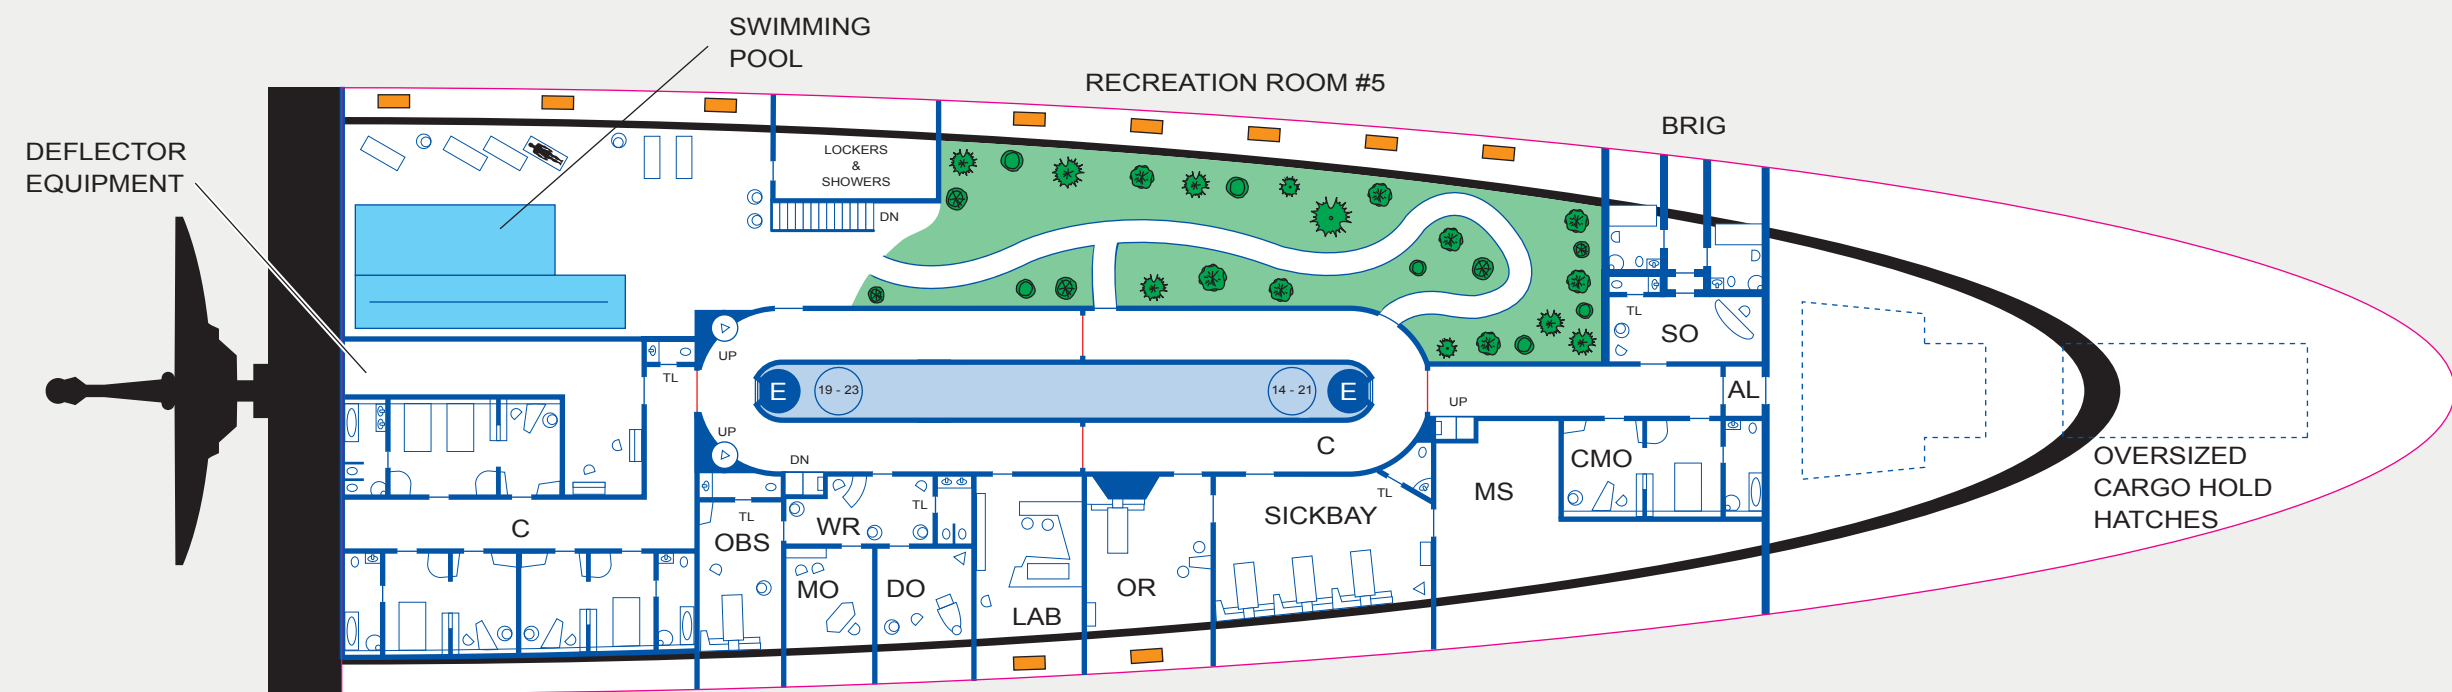 SWIMMING
POOL
RECREATION ROOM #5
BRIG
DEFLECTOR
EQUIPMENT
LOCKERS
&
SHOWERS
DN
TL
SO
UP
TL
E
19 - 23
14 - 21
E
UP
AL
UP
DN
C
CMO
OVERSIZED
CARGO HOLD
HATCHES
MS
TL
C
TL
OBS
WR
TL
SICKBAY
MO
DO
LAB
OR